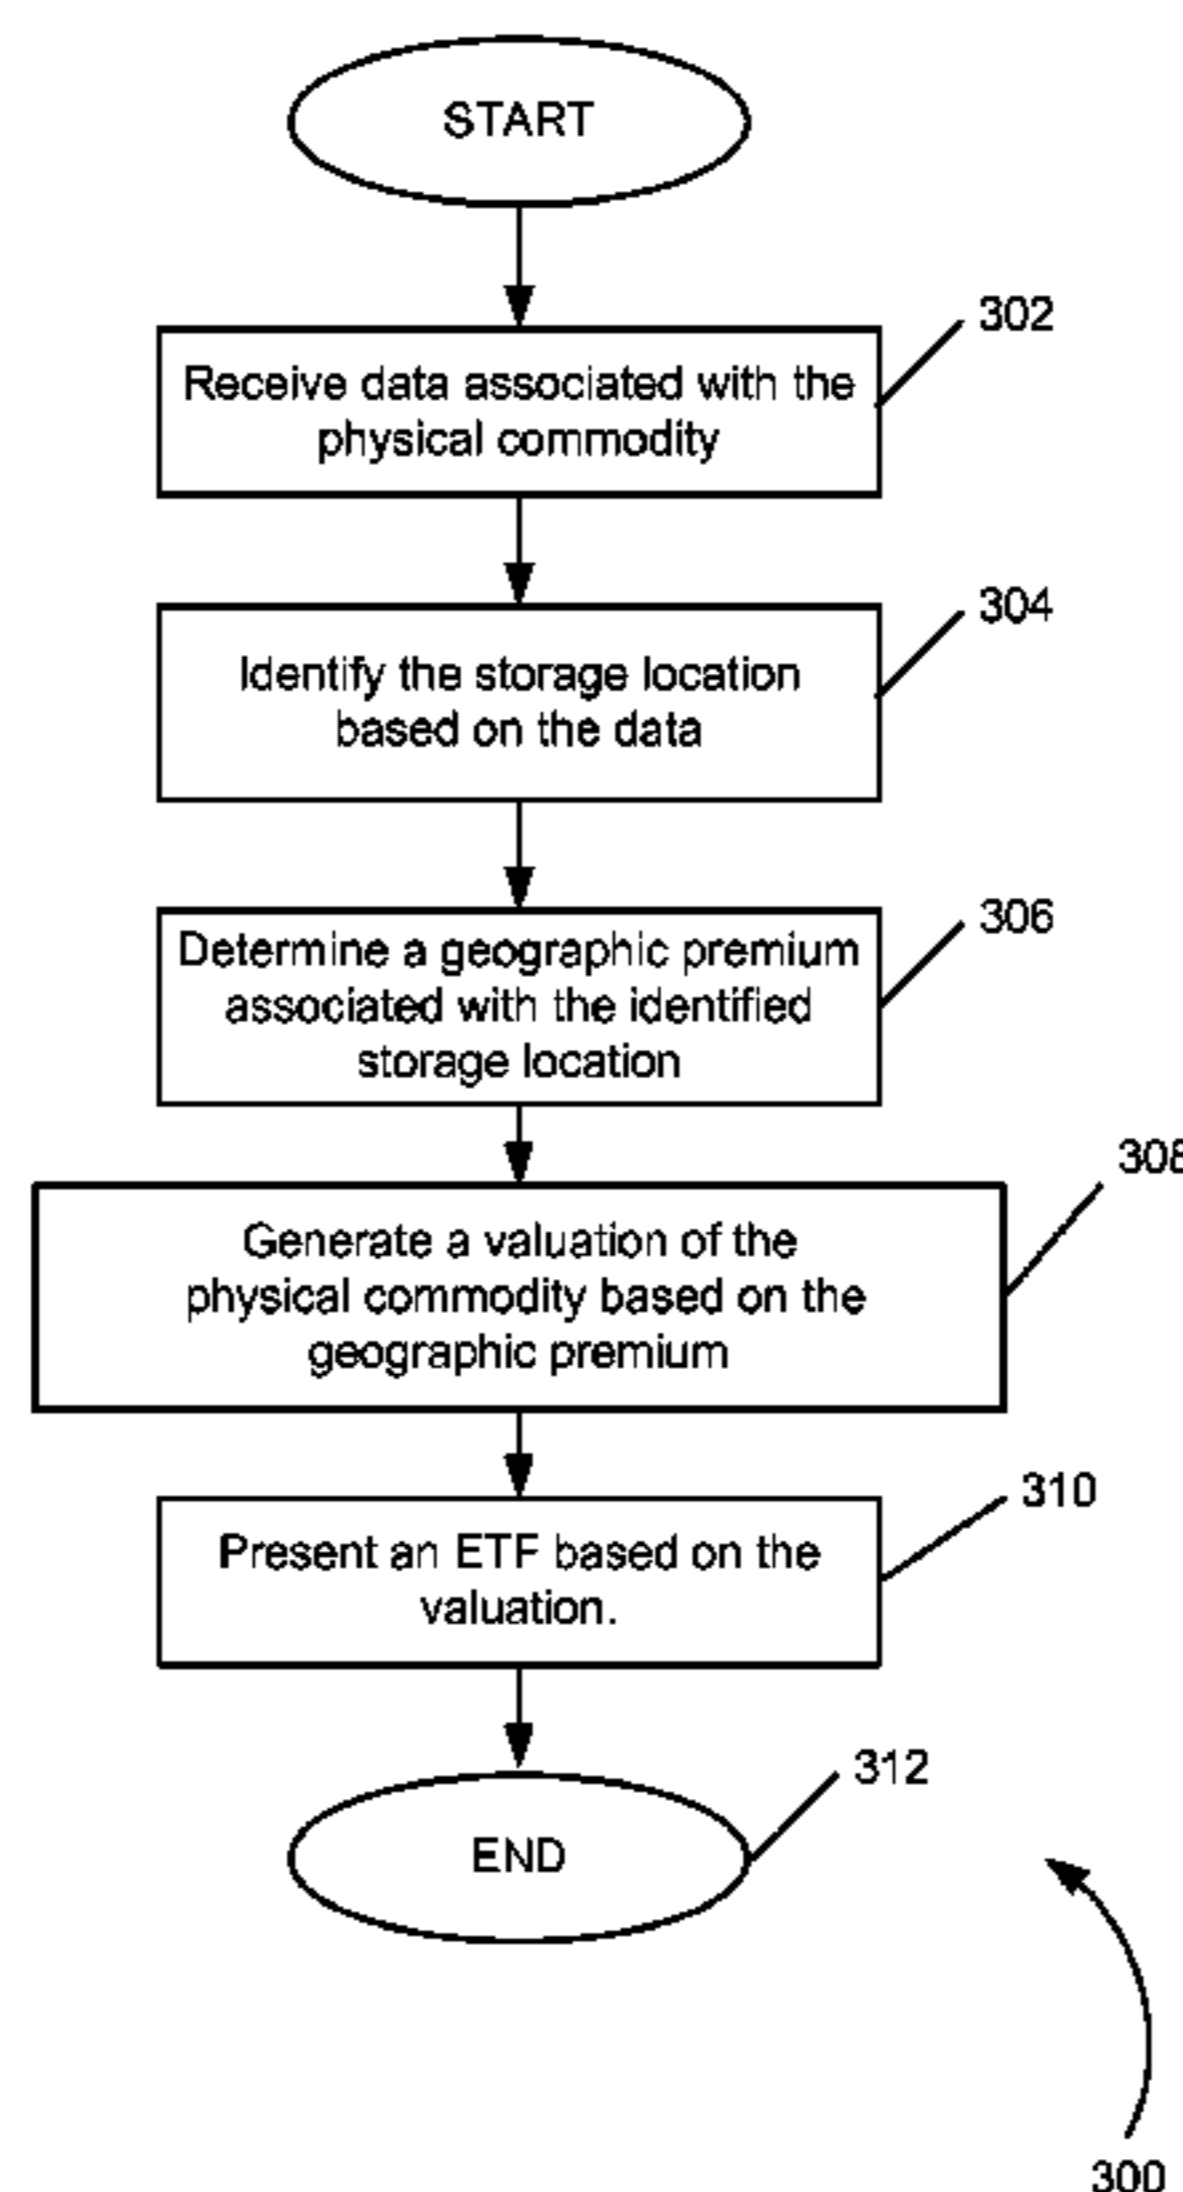 START
302
Receive data associated with the
physical commodity
304
Identify the storage location
based on the data
306
Determine a geographic premium
associated with the identified
storage location
308
Generate a valuation of the
physical commodity based on the
geographic premium
310
Present an ETF based on the
valuation.
312
END
300